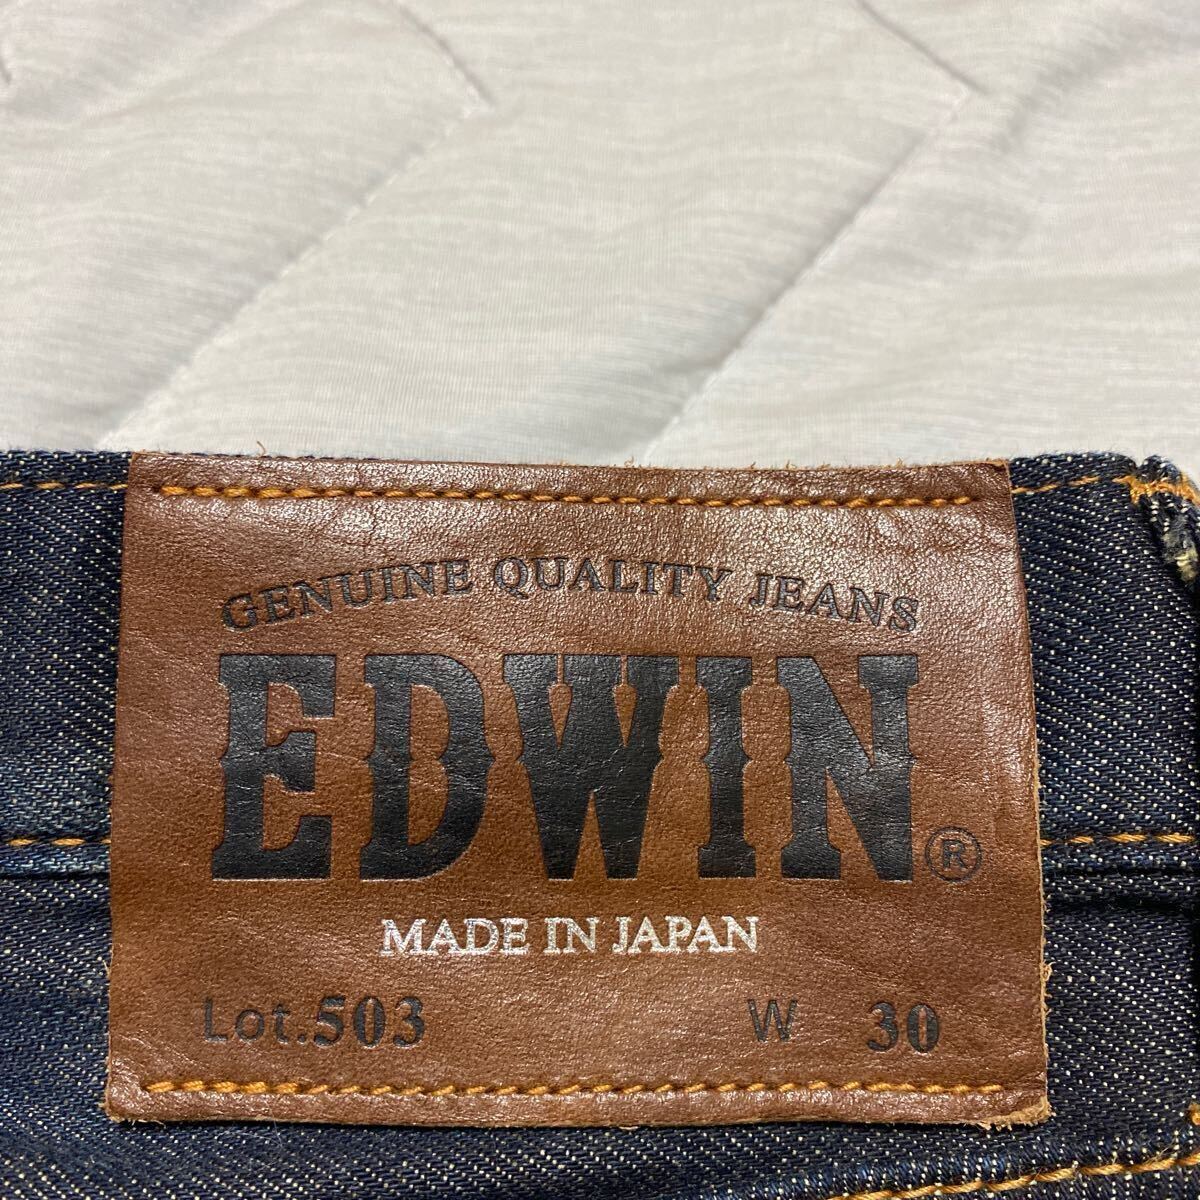 GENUINE QUALITY JEANS
EDWIN®
MADE IN JAPAN
Lot.503 W 30